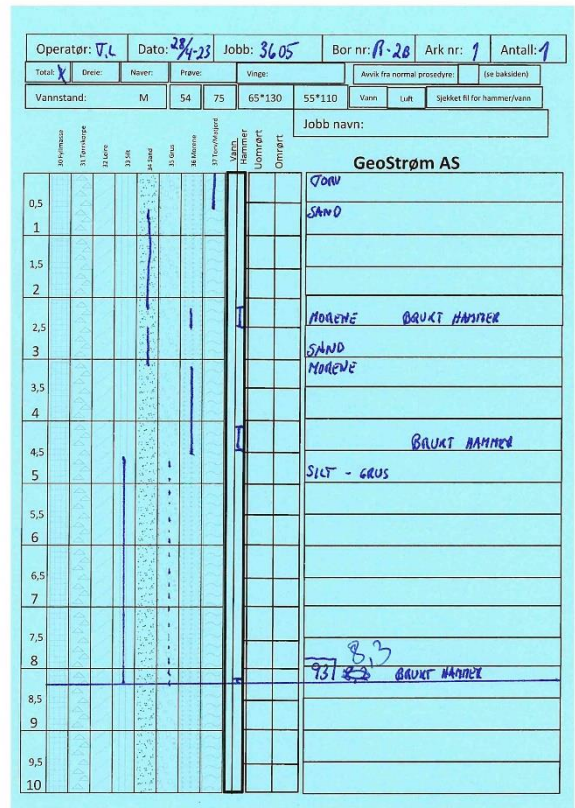 Operatør: T.L Dato: 28/4-23 Jobb: 3605 Bor nr: R-2B Ark nr: 1 Antall: 1
Total: X Dreie: Naver: Prøve: Vinge: Avvik fra normal prosedyre: (se baksiden)
Vannstand: M 54 75 65*130 55*110 Vann Luft Sjekket fil for hammer/vann
Jobb navn:
30 Fyllmasse
31 Tørrskorpe
32 Leire
33 Silt
34 Sand
35 Grus
36 Morene
37 Torv/Matjord
Vann
Hammer
Uomrørt
Omrørt
GeoStrøm AS
TORV
0,5
SAND
1
1,5
2
MORENE BRUKT HAMMER
2,5
SAND
3
MORENE
3,5
4
BRUKT HAMMER
4,5
SILT - GRUS
5
5,5
6
6,5
7
7,5
8,3
8
93 BRUKT HAMMER
8,5
9
9,5
10